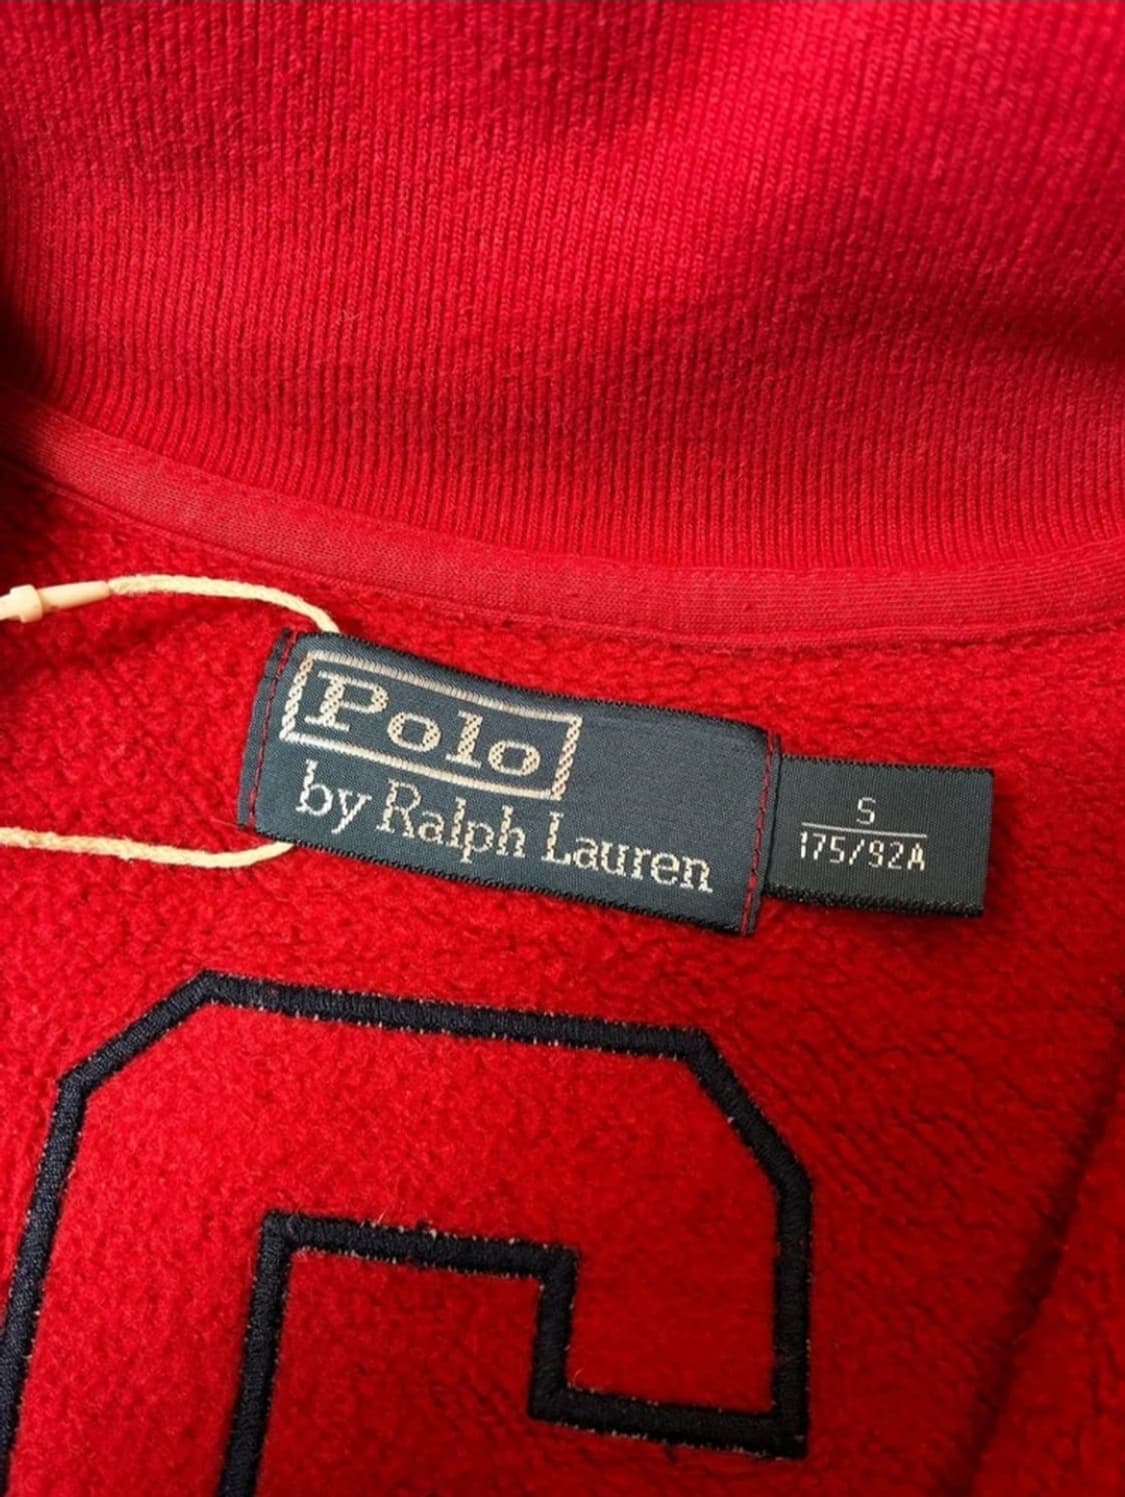 Polo
by Ralph Lauren
S
175/92A